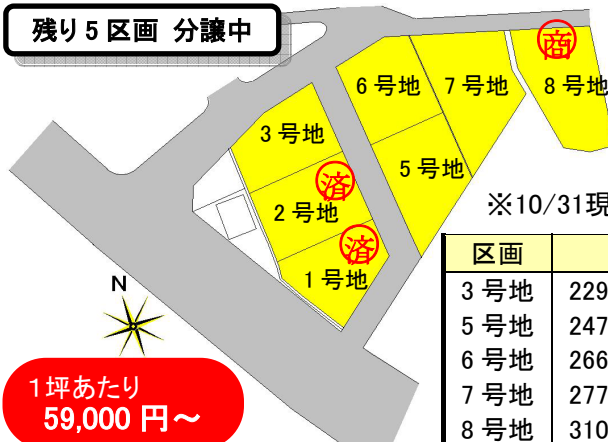 残り5区画 分譲中
商
6号地
7号地
8号地
3号地
5号地
済
2号地
済
1号地
※10/31現
N
1坪あたり
59,000円～
区画
3号地 229
5号地 247
6号地 266
7号地 277
8号地 310